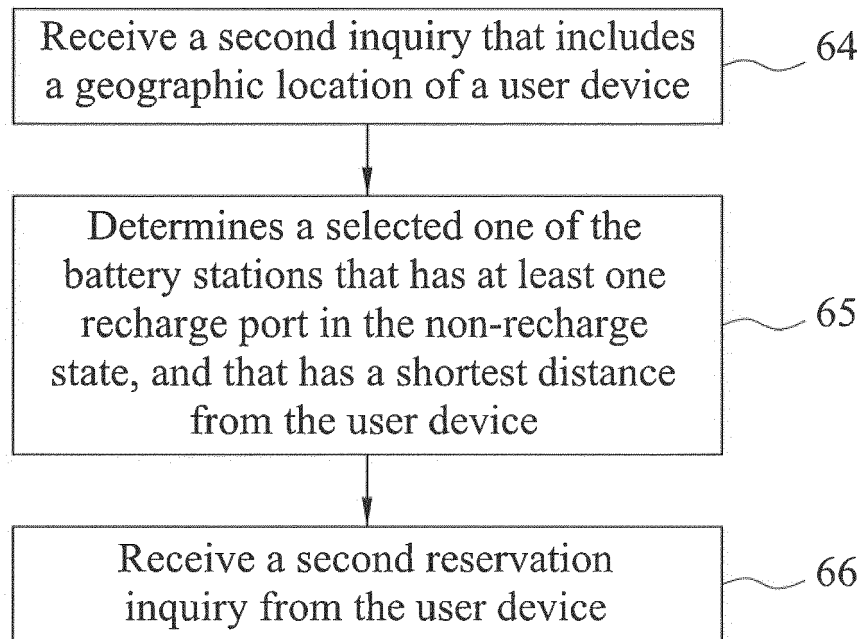 Receive a second inquiry that includes
a geographic location of a user device
64
Determines a selected one of the
battery stations that has at least one
recharge port in the non-recharge
state, and that has a shortest distance
from the user device
65
Receive a second reservation
inquiry from the user device
66